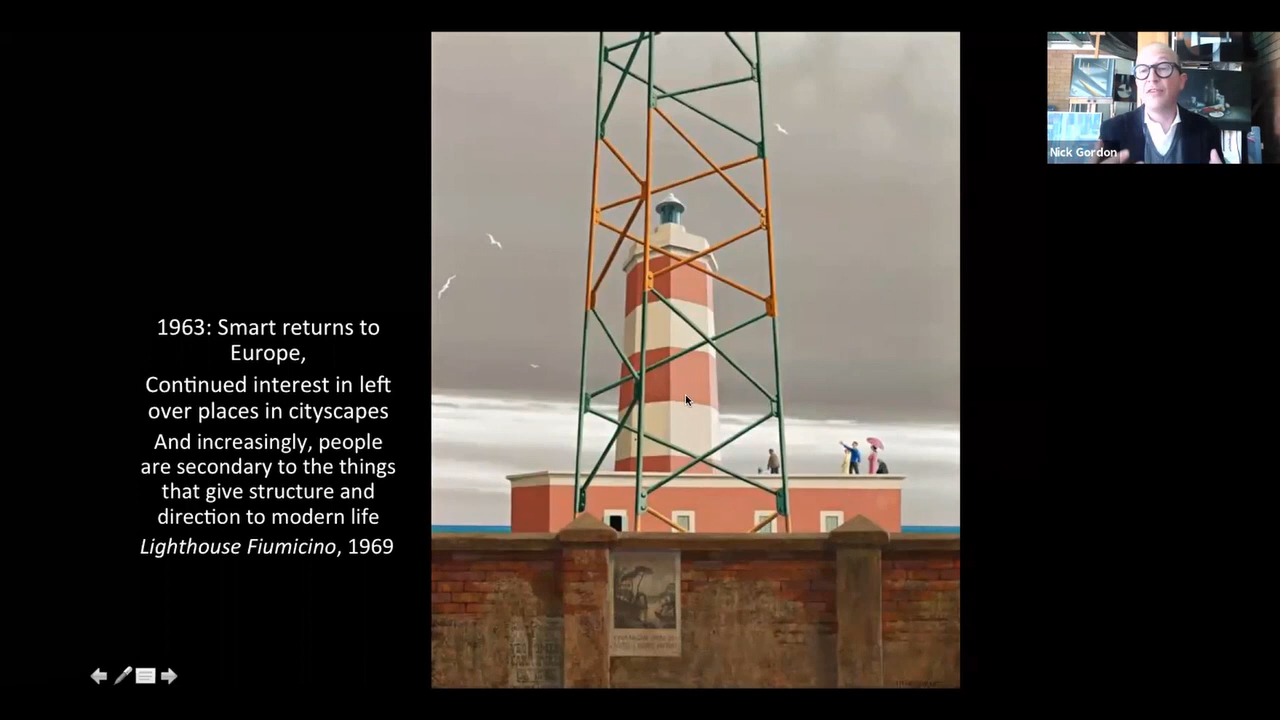 1963: Smart returns to
Europe,
Continued interest in left
over places in cityscapes
And increasingly, people
are secondary to the things
that give structure and
direction to modern life
Lighthouse Fiumicino, 1969
Nick Gordon